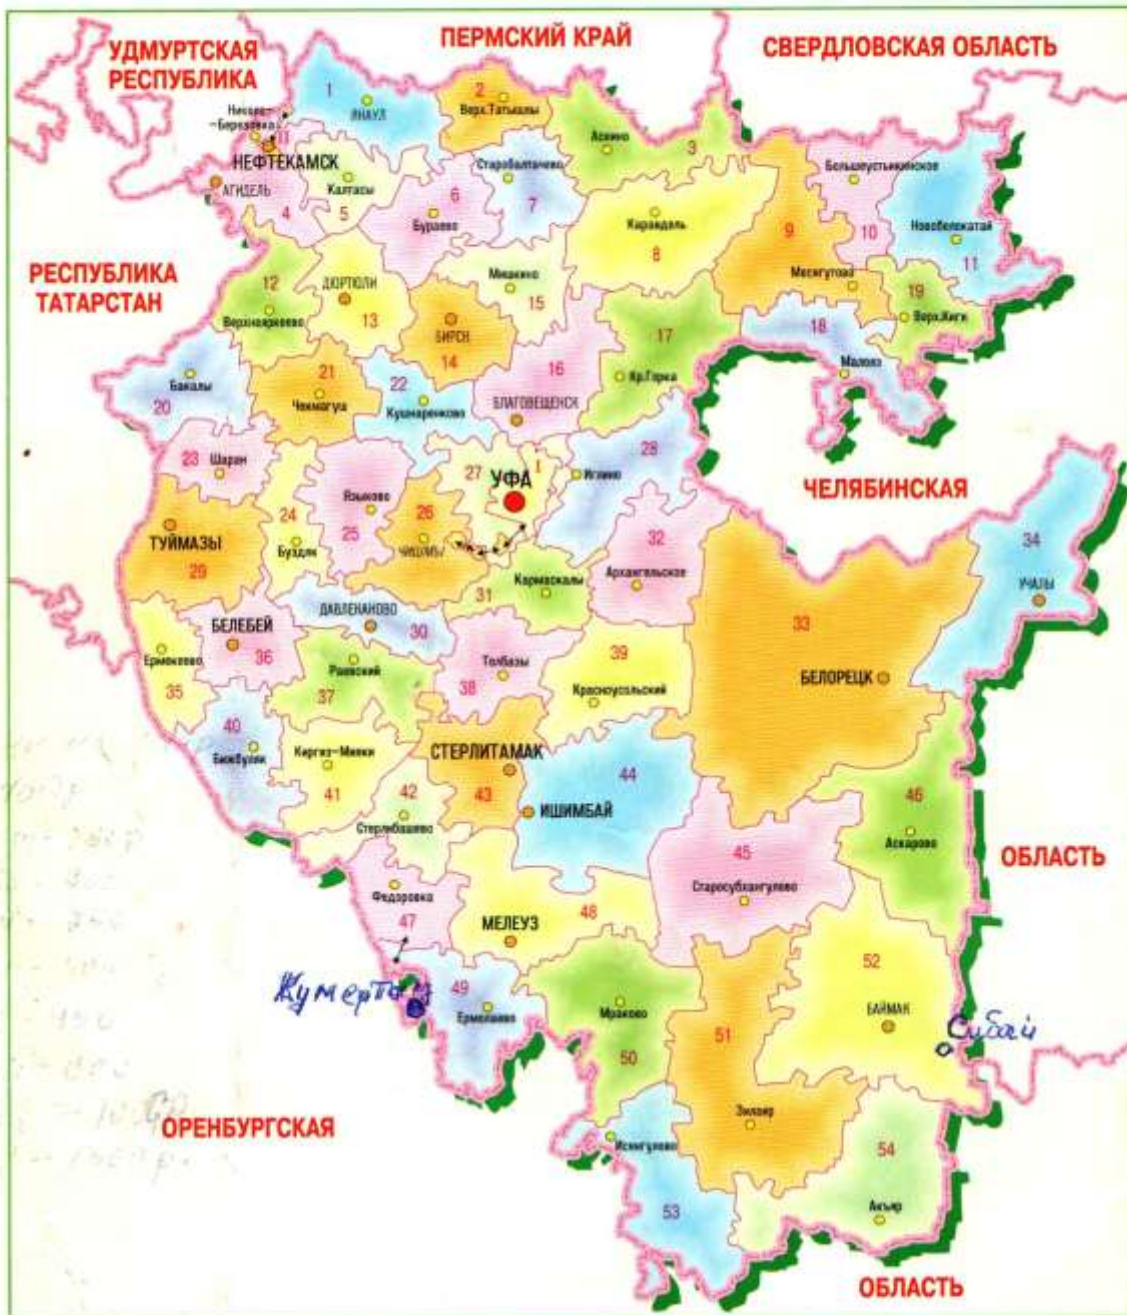 УДМУРТСКАЯ
РЕСПУБЛИКА
ПЕРМСКИЙ КРАЙ
СВЕРДЛОВСКАЯ ОБЛАСТЬ
1
ЯНАУЛ
2
Верх.Татышлы
Николо-
-Березовка
II
НЕФТЕКАМСК
АГИДЕЛЬ
4
Калтасы
5
6
Бураево
Старобалтачево
7
Аскино
3
Караидель
8
9
Месягутово
Большеустьикинское
10
Новобелокатай
11
РЕСПУБЛИКА
ТАТАРСТАН
12
Верхнеяркеево
ДЮРТЮЛИ
13
БИРСК
14
Мишкино
15
16
БЛАГОВЕЩЕНСК
17
Кр.Горка
18
Малояз
19
Верх.Киги
Бакалы
20
21
Чекмагуш
22
Кушнаренково
23
Шаран
24
Буздяк
Языково
25
26
ЧИШМЫ
27
I
УФА
28
Иглино
ЧЕЛЯБИНСКАЯ
ТУЙМАЗЫ
29
ДАВЛЕКАНОВО
30
31
Кармаскалы
32
Архангельское
33
БЕЛОРЕЦК
34
УЧАЛЫ
Ермекеево
35
БЕЛЕБЕЙ
36
Раевский
37
Толбазы
38
39
Красноусольский
40
Бижбуляк
Киргиз-Мияки
41
42
Стерлибашево
СТЕРЛИТАМАК
43
44
ИШИМБАЙ
45
Старосубхангулово
46
Аскарово
ОБЛАСТЬ
Федоровка
47
МЕЛЕУЗ
48
Кумертау
49
Ермолаево
Мраково
50
51
Зилаир
52
БАЙМАК
Сибай
ОРЕНБУРГСКАЯ
Исянгулово
53
54
Акъяр
ОБЛАСТЬ